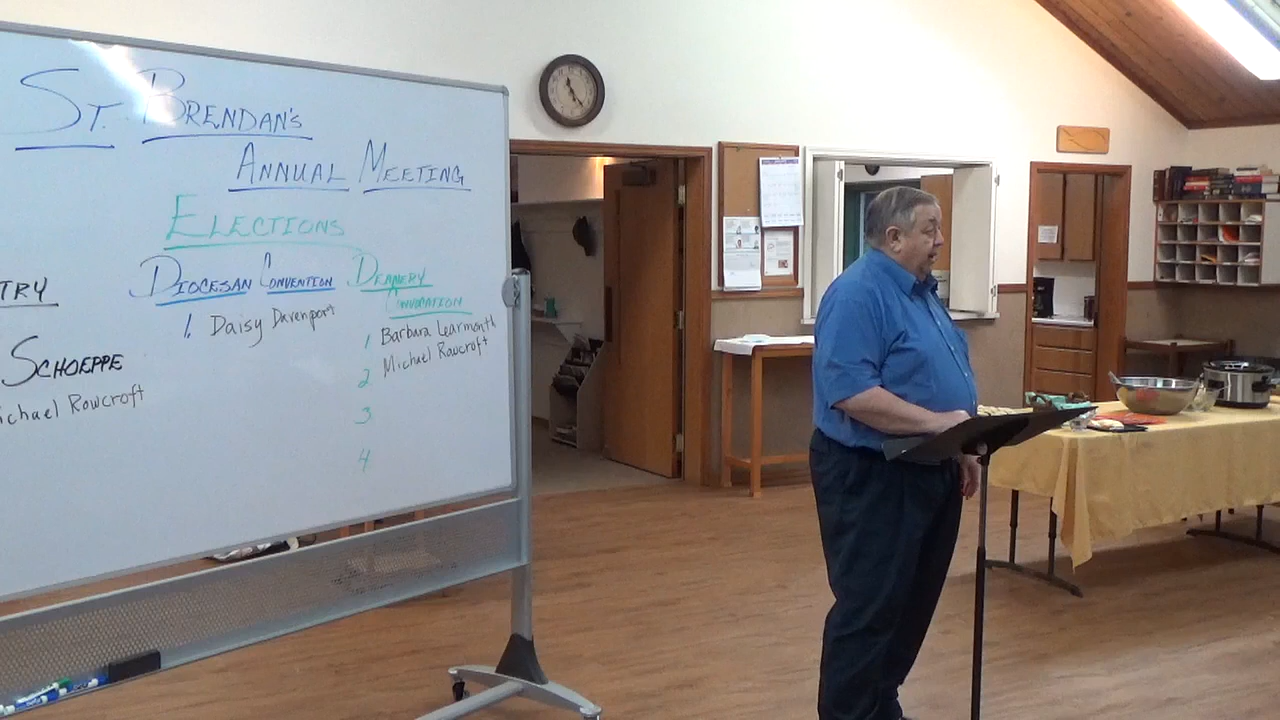 ST. BRENDAN'S
ANNUAL MEETING
ELECTIONS
TRY
DIOCESAN CONVENTION
DEANERY
CONVOCATION
1. Daisy Davenport
1 Barbara Learmonth
2 Michael Rowcroft
3
4
SCHOEPPE
ichael Rowcroft